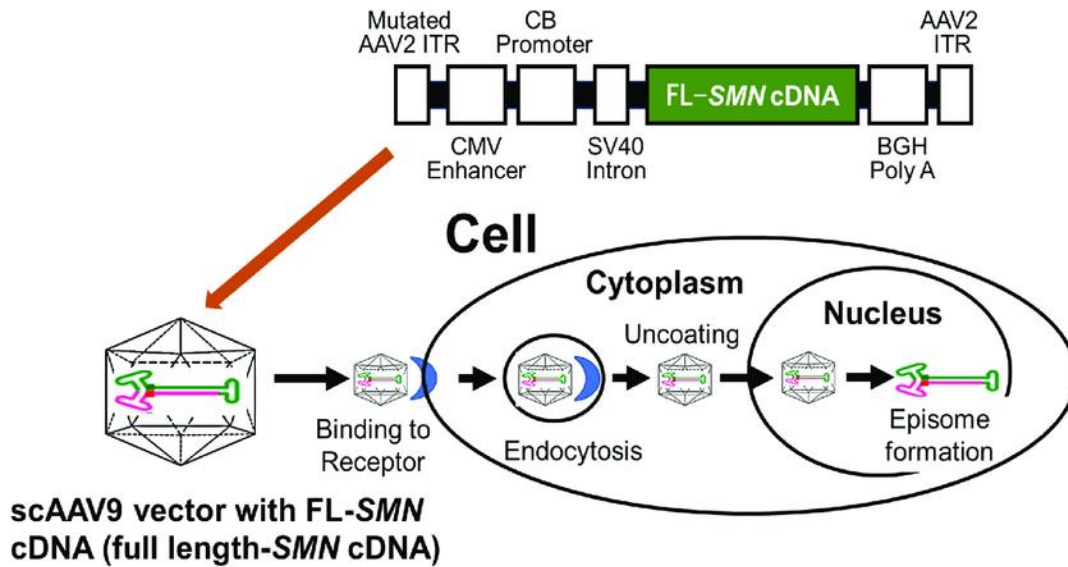 Mutated
AAV2 ITR
CB
Promoter
AAV2
ITR
FL-SMN cDNA
CMV
Enhancer
SV40
Intron
BGH
Poly A
Cell
Cytoplasm
Nucleus
Uncoating
Binding to
Receptor
Endocytosis
Episome
formation
scAAV9 vector with FL-SMN
cDNA (full length-SMN cDNA)